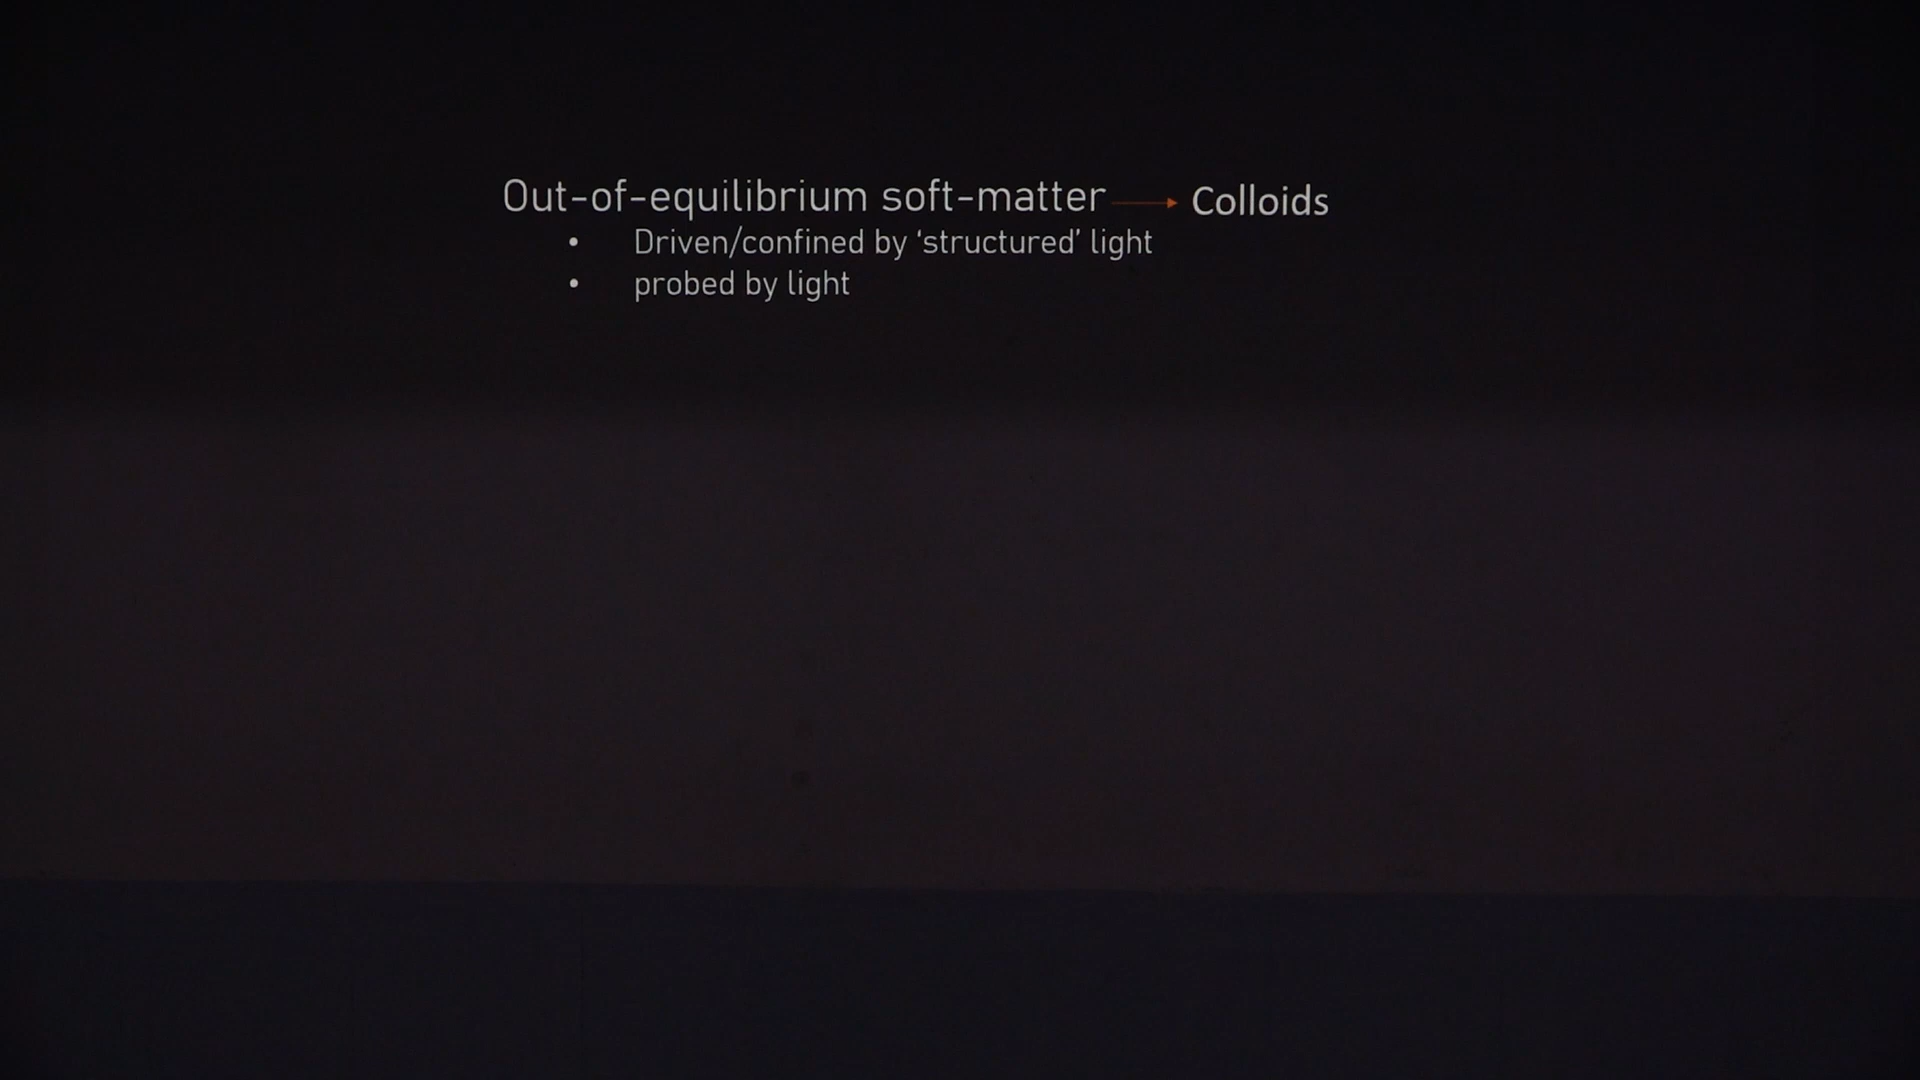 Out-of-equilibrium soft-matter → Colloids
• Driven/confined by ‘structured’ light
• probed by light